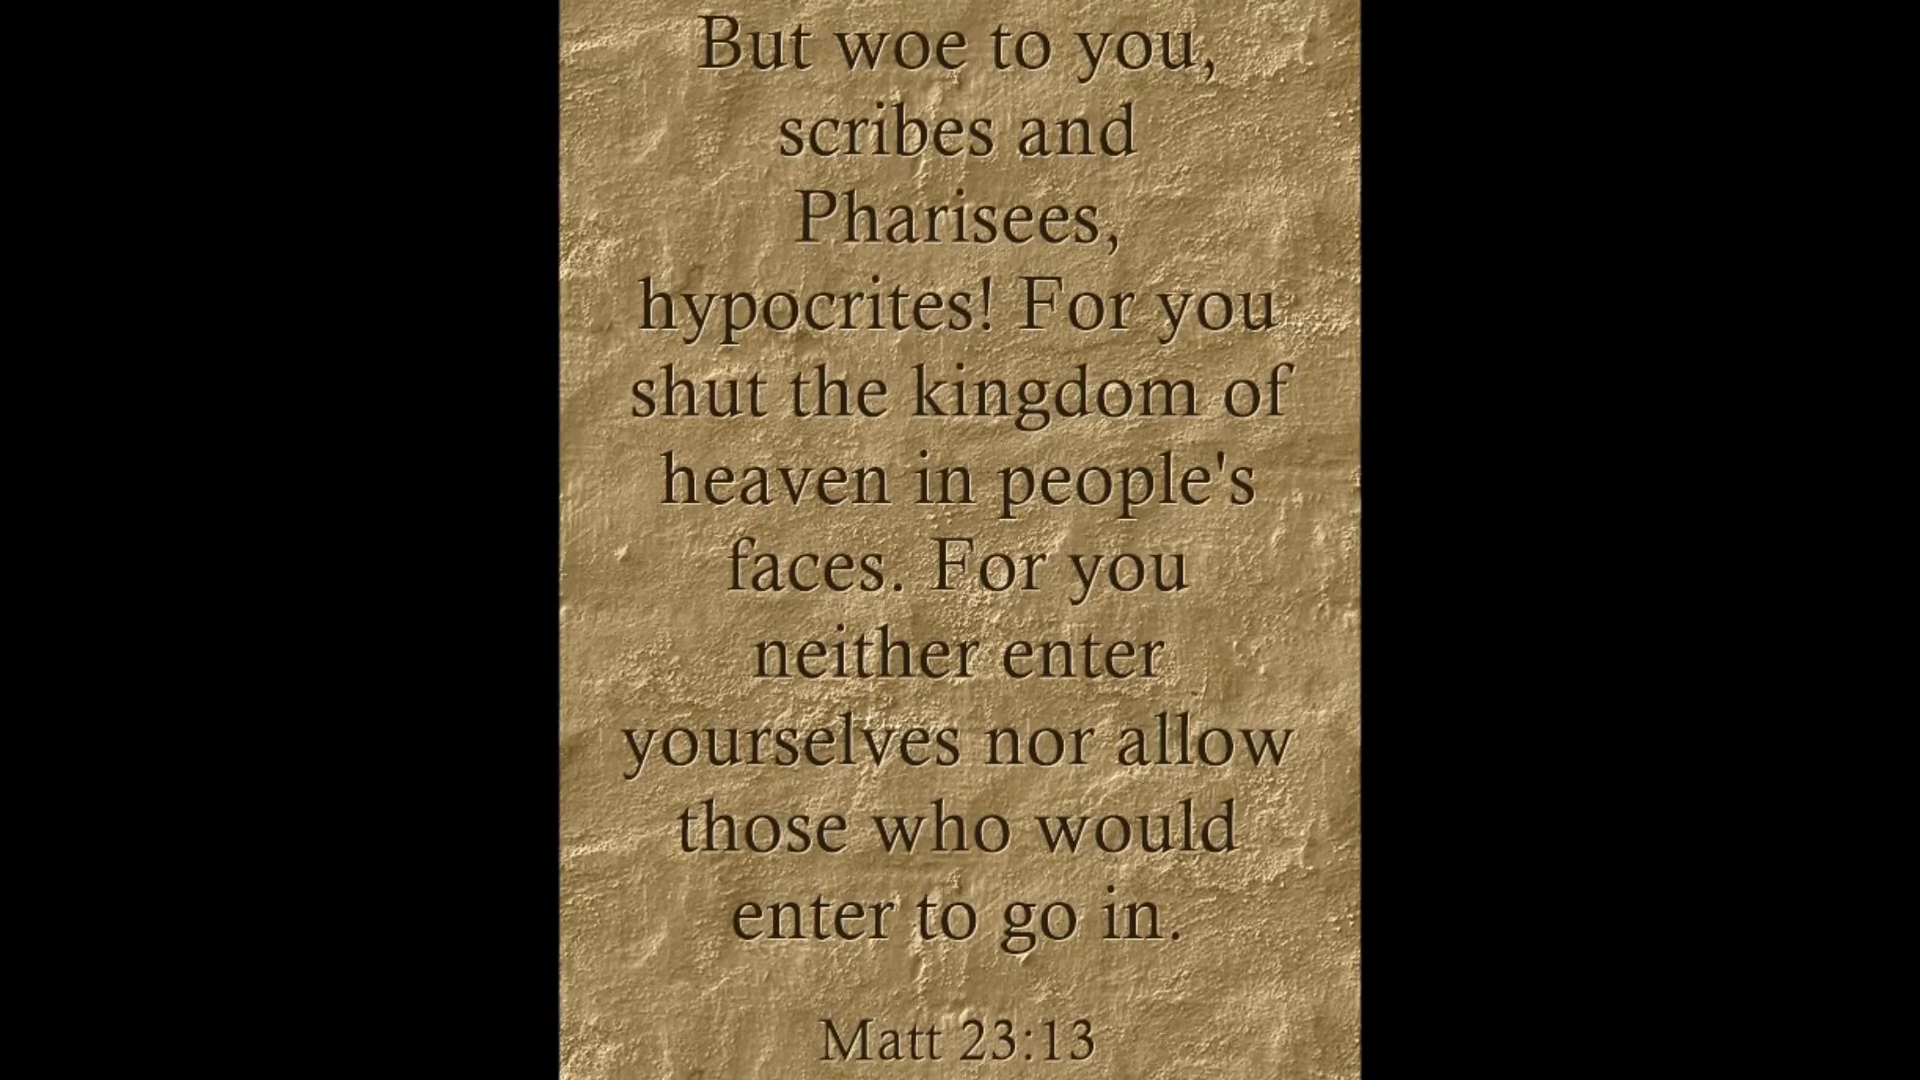 But woe to you,
scribes and
Pharisees,
hypocrites! For you
shut the kingdom of
heaven in people's
faces. For you
neither enter
yourselves nor allow
those who would
enter to go in.
Matt 23:13